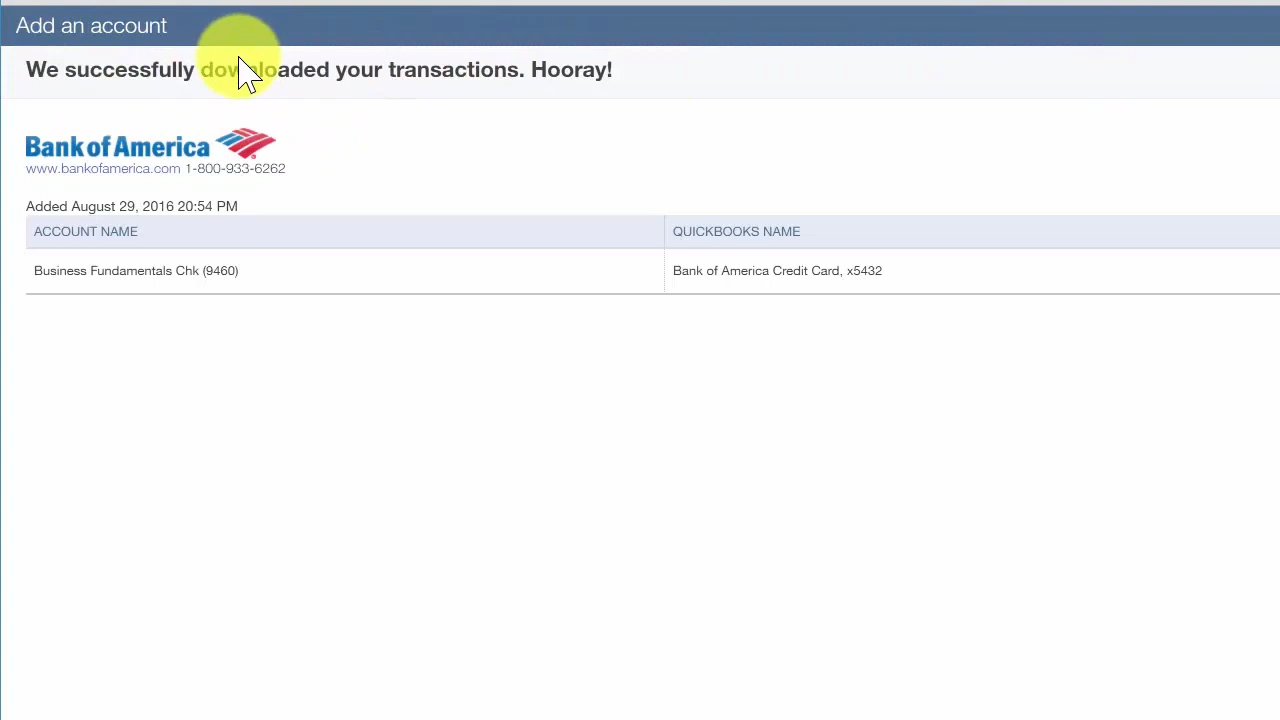 Add an account
We successfully downloaded your transactions. Hooray!
Bank of America
www.bankofamerica.com 1-800-933-6262
Added August 29, 2016 20:54 PM
ACCOUNT NAME
QUICKBOOKS NAME
Business Fundamentals Chk (9460)
Bank of America Credit Card, x5432